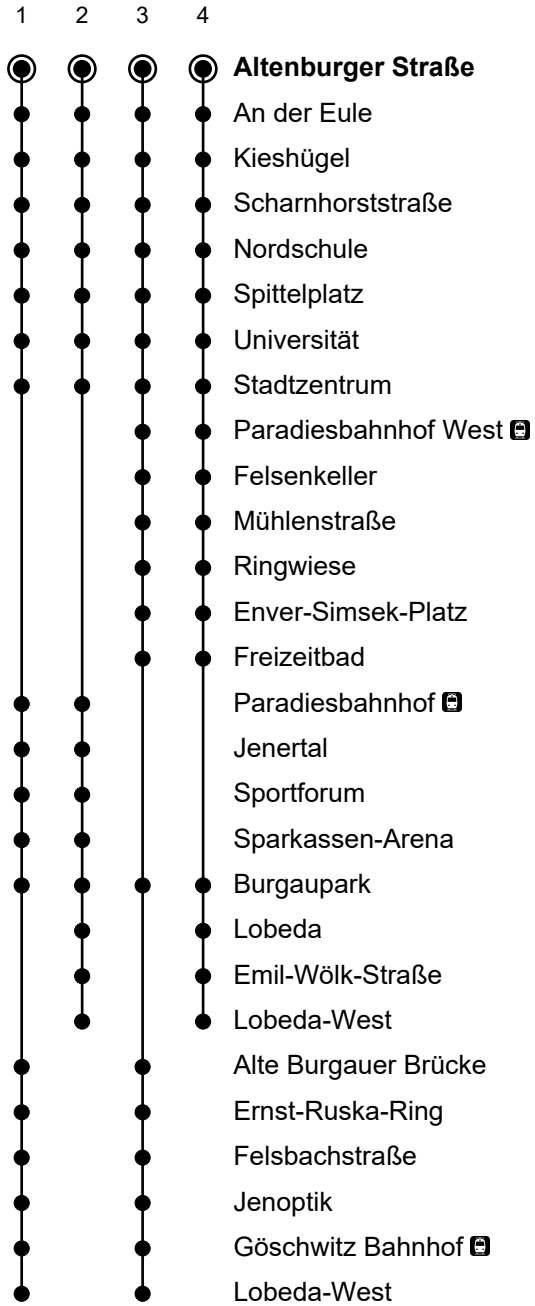 1 2 3 4
Altenburger Straße
An der Eule
Kieshügel
Scharnhorststraße
Nordschule
Spittelplatz
Universität
Stadtzentrum
Paradiesbahnhof West
Felsenkeller
Mühlenstraße
Ringwiese
Enver-Simsek-Platz
Freizeitbad
Paradiesbahnhof
Jenertal
Sportforum
Sparkassen-Arena
Burgaupark
Lobeda
Emil-Wölk-Straße
Lobeda-West
Alte Burgauer Brücke
Ernst-Ruska-Ring
Felsbachstraße
Jenoptik
Göschwitz Bahnhof
Lobeda-West